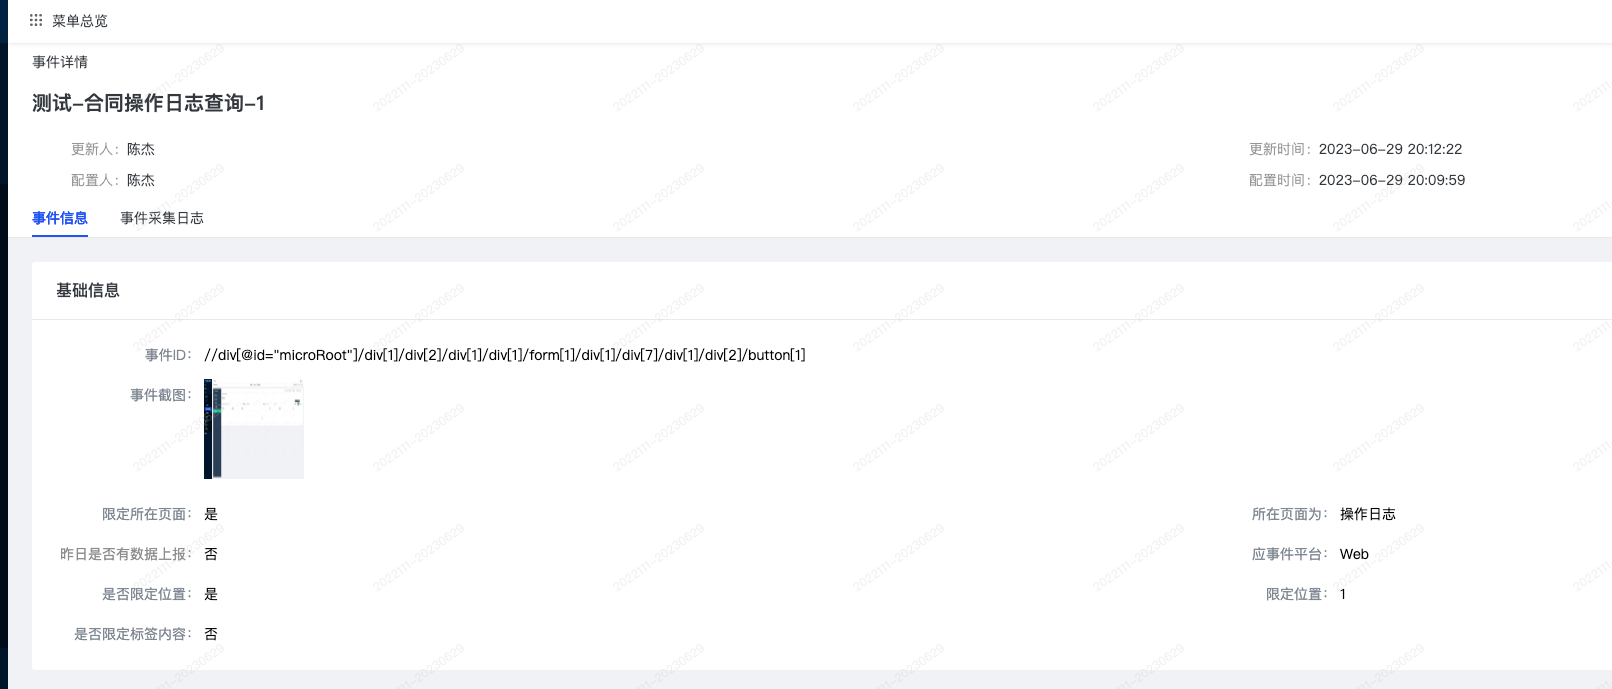 菜单总览
事件详情
测试-合同操作日志查询-1
更新人： 陈杰
更新时间： 2023-06-29 20:12:22
配置人： 陈杰
配置时间： 2023-06-29 20:09:59
事件信息 事件采集日志
基础信息
事件ID： //div[@id="microRoot"]/div[1]/div[2]/div[1]/div[1]/form[1]/div[1]/div[7]/div[1]/div[2]/button[1]
事件截图：
限定所在页面： 是
所在页面为： 操作日志
昨日是否有数据上报： 否
应事件平台： Web
是否限定位置： 是
限定位置： 1
是否限定标签内容： 否
2022111-20230829